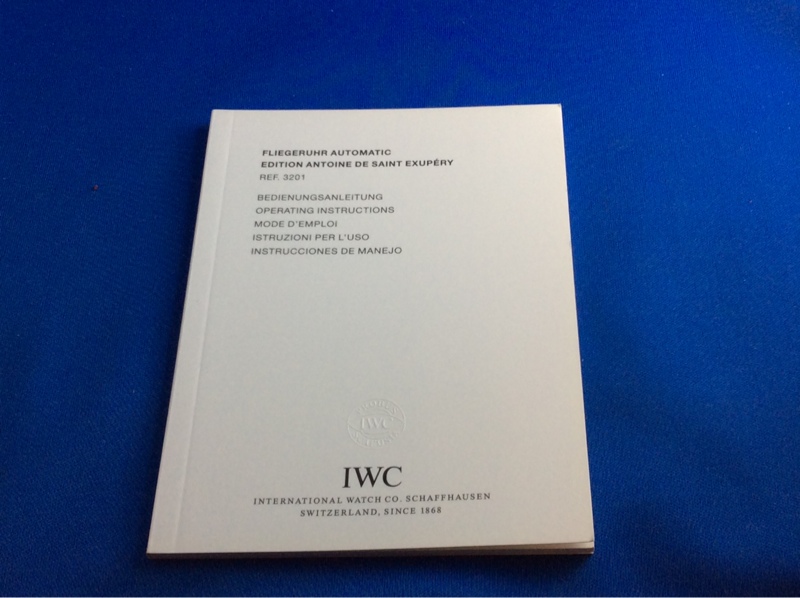 FLIEGERUHR AUTOMATIC
EDITION ANTOINE DE SAINT EXUPÉRY
REF. 3201
BEDIENUNGSANLEITUNG
OPERATING INSTRUCTIONS
MODE D'EMPLOI
ISTRUZIONI PER L'USO
INSTRUCCIONES DE MANEJO
IWC
IWC
INTERNATIONAL WATCH CO. SCHAFFHAUSEN
SWITZERLAND, SINCE 1868